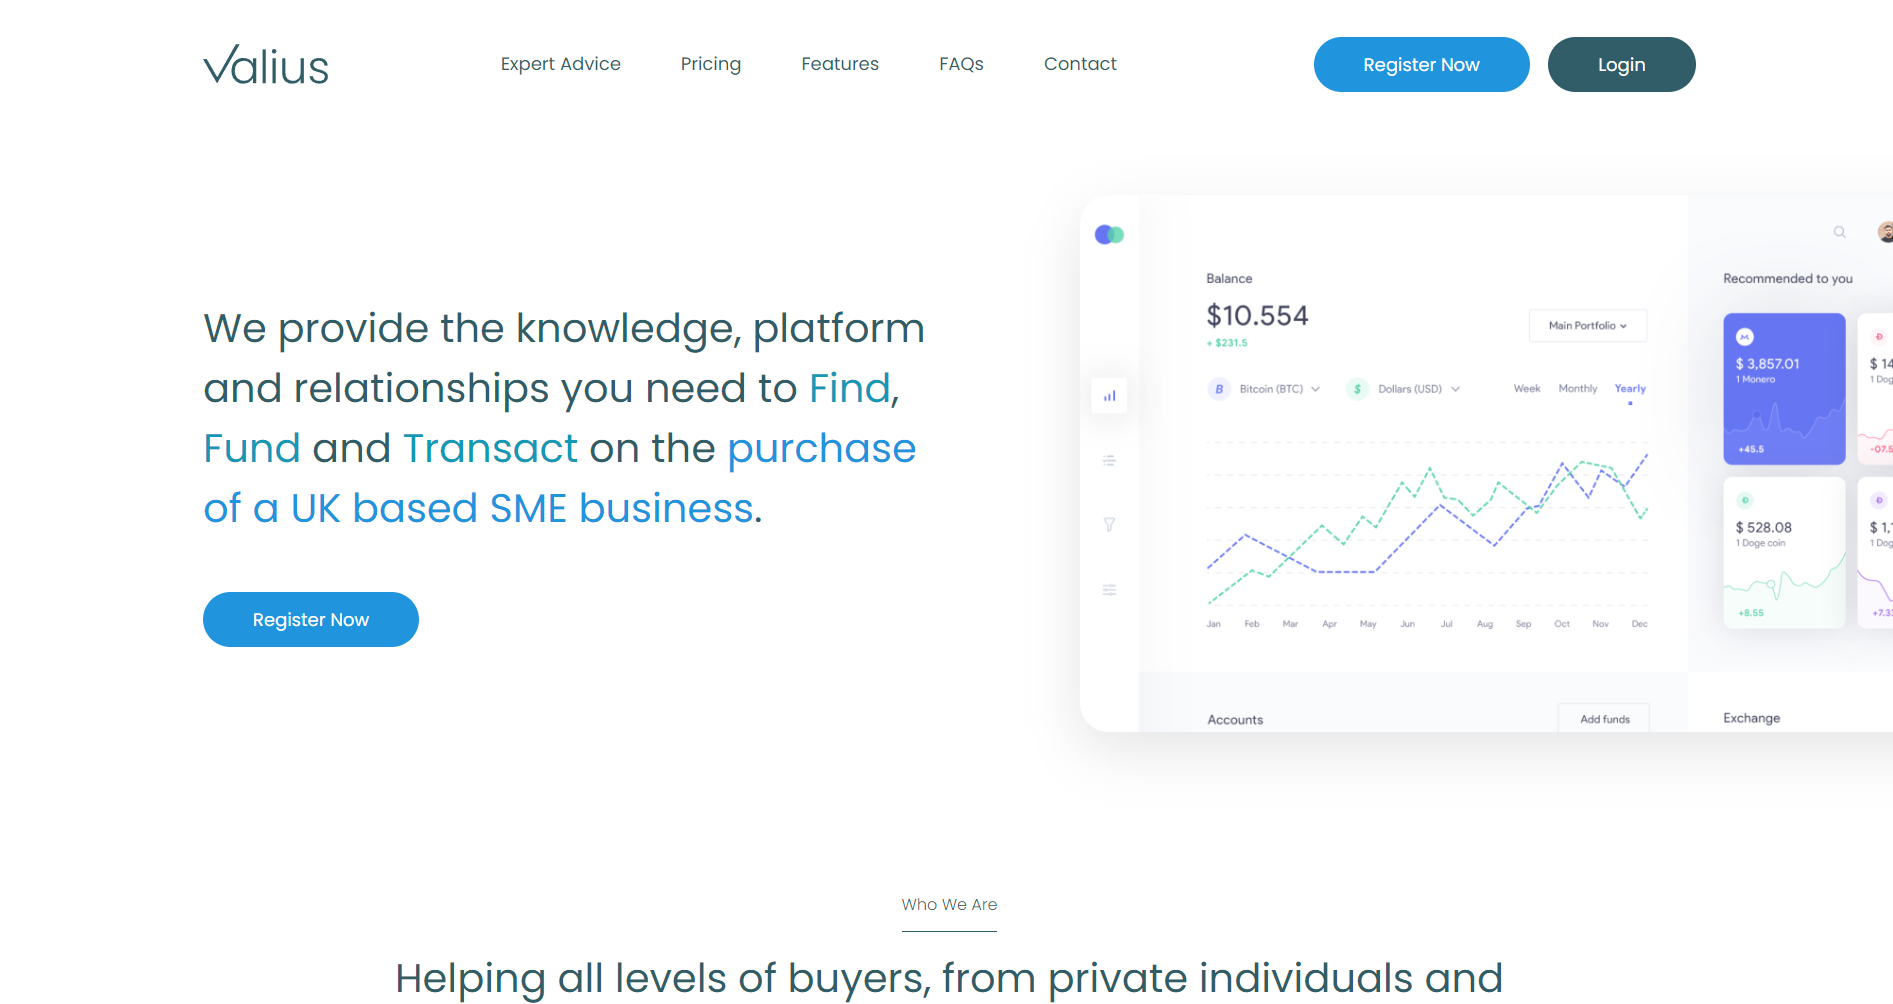 Valius
Expert Advice
Pricing
Features
FAQs
Contact
Register Now
Login
We provide the knowledge, platform
and relationships you need to Find,
Fund and Transact on the purchase
of a UK based SME business.
Register Now
Balance
$10.554
+ $231.5
Main Portfolio
B Bitcoin (BTC)
$ Dollars (USD)
Week
Monthly
Yearly
Jan Feb Mar Apr May Jun Jul Aug Sep Oct Nov Dec
Accounts
Add funds
Recommended to you
$ 3,857.01
1 Monero
+45.5
$ 14
1 Dog
-07.5
$ 528.08
1 Doge coin
+8.55
$ 1,
1 Dog
+7.33
Exchange
Who We Are
Helping all levels of buyers, from private individuals and